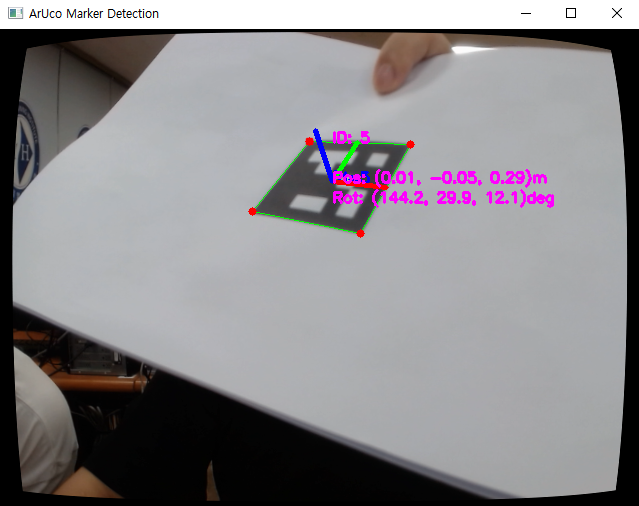 ArUco Marker Detection
ID: 5
Pos: (0.01, -0.05, 0.29)m
Rot: (144.2, 29.9, 12.1)deg